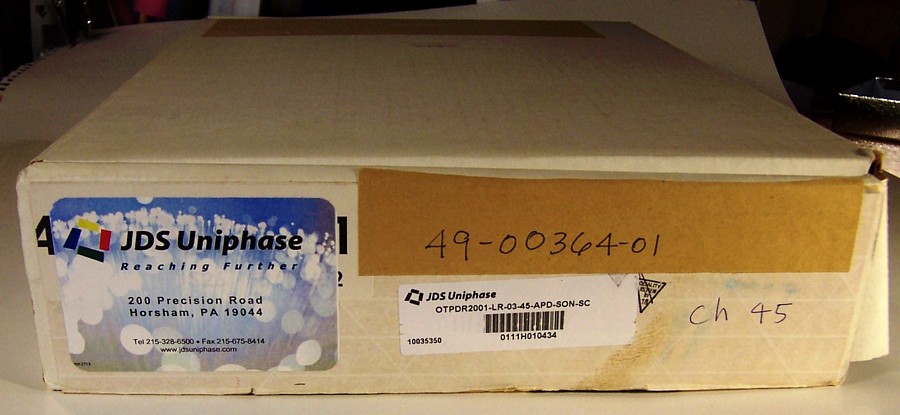 JDS Uniphase
Reaching Further
200 Precision Road
Horsham, PA 19044
Tel 215-328-6500 • Fax 215-675-8414
www.jdsuniphase.com
49-00364-01
JDS Uniphase
OTPDR2001-LR-03-45-APD-SON-SC
10035350
0111H010434
Ch 45